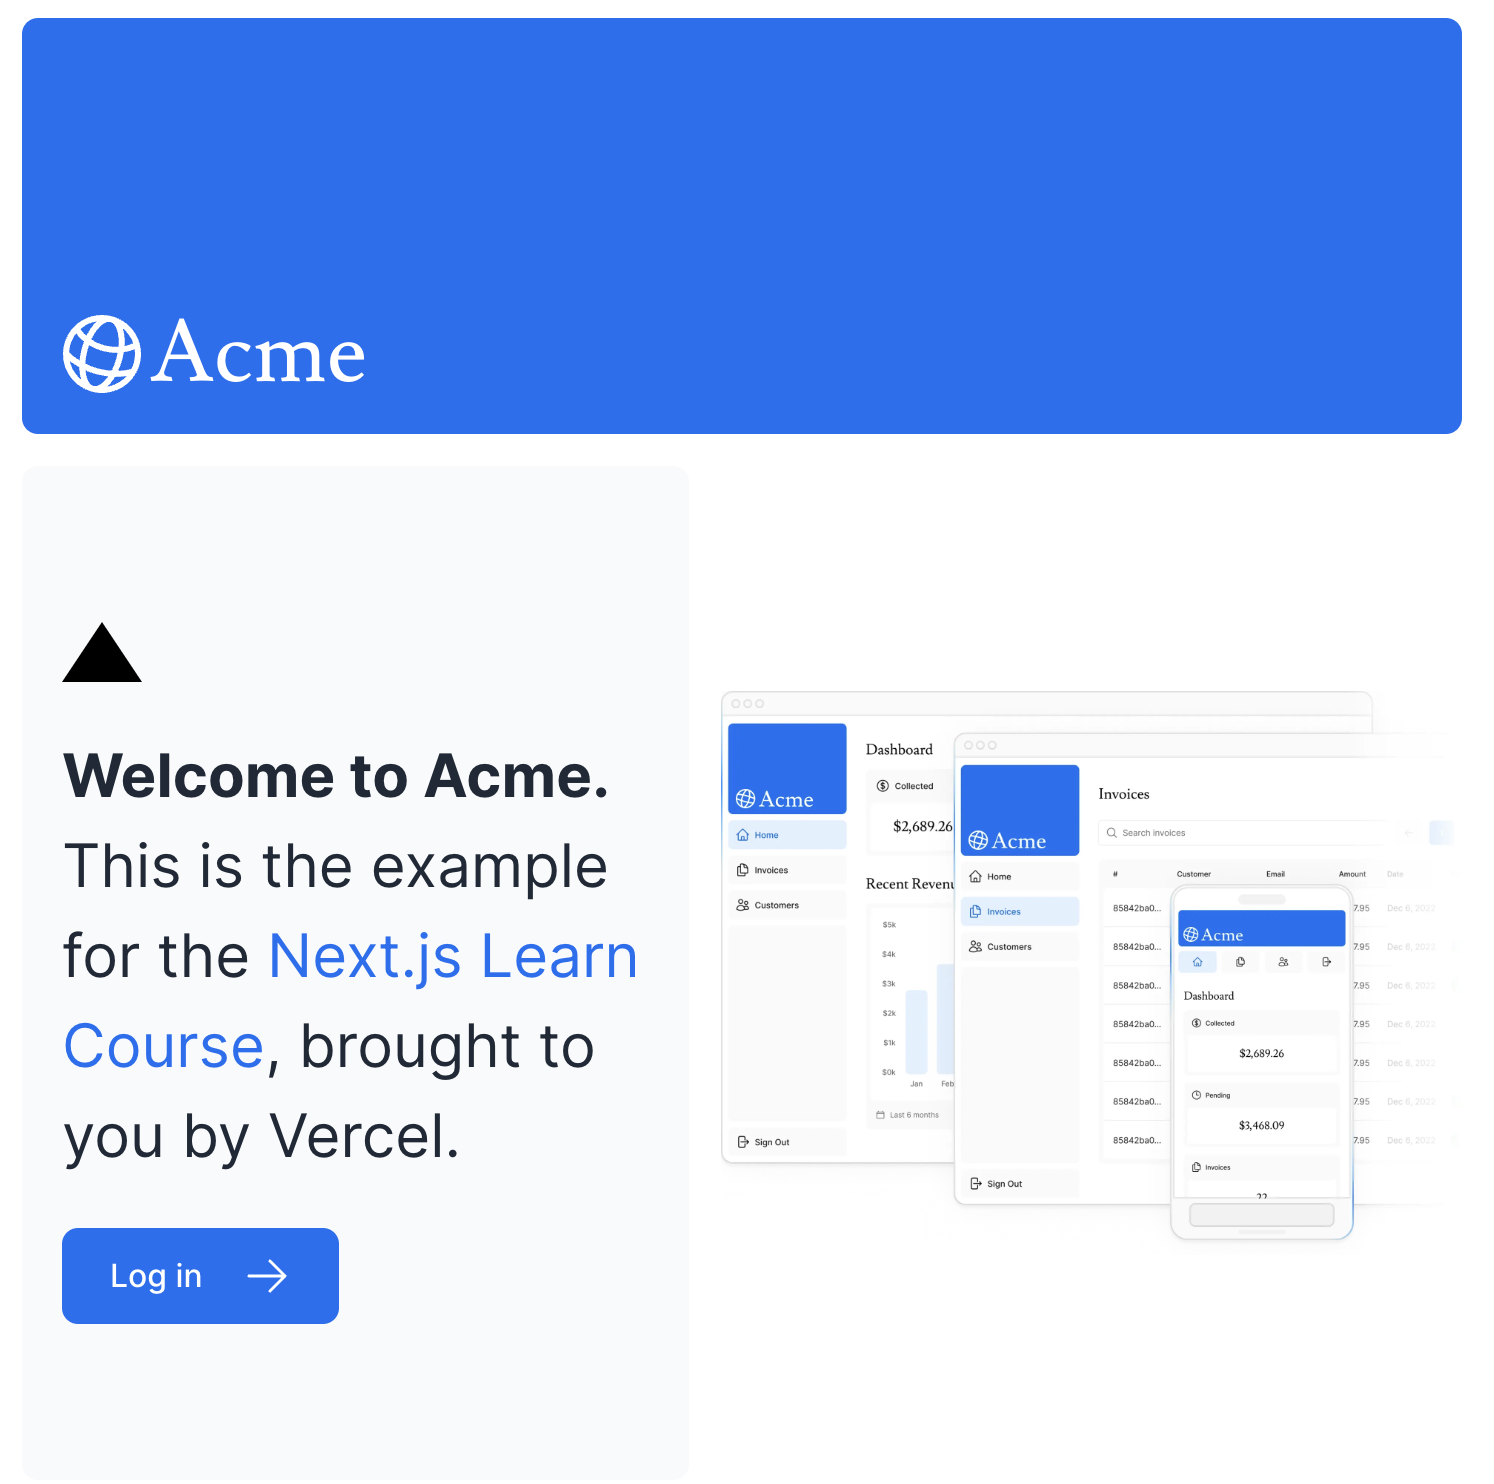 Acme
Welcome to Acme.
This is the example
for the Next.js Learn
Course, brought to
you by Vercel.
Log in
Acme
Home
Invoices
Customers
Sign Out
Dashboard
Collected
$2,689.26
Recent Revenu
$5k
$4k
$3k
$2k
$1k
$0k
Jan
Feb
Last 6 months
Acme
Home
Invoices
Customers
Sign Out
Invoices
Search invoices
# Customer Email Amount Date
85842ba0... 7.95 Dec 6, 2022
85842ba0... 7.95 Dec 6, 2022
85842ba0... 7.95 Dec 6, 2022
85842ba0... 7.95 Dec 6, 2022
85842ba0... 7.95 Dec 6, 2022
85842ba0... 7.95 Dec 6, 2022
85842ba0... 7.95 Dec 6, 2022
Acme
Dashboard
Collected
$2,689.26
Pending
$3,468.09
Invoices
22